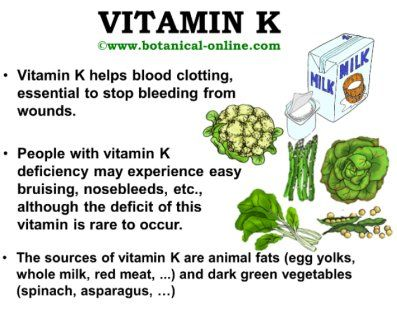 VITAMIN K
©www.botanical-online.com
• Vitamin K helps blood clotting,
essential to stop bleeding from
wounds.
MILK
MILK
• People with vitamin K
deficiency may experience easy
bruising, nosebleeds, etc.,
although the deficit of this
vitamin is rare to occur.
• The sources of vitamin K are animal fats (egg yolks,
whole milk, red meat, ...) and dark green vegetables
(spinach, asparagus, …)